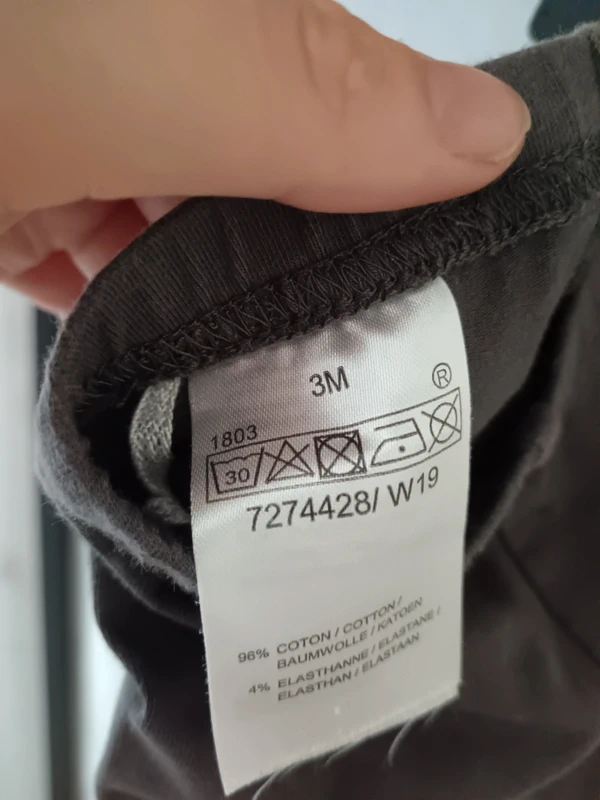 3M
®
1803
30
7274428/ W19
96% COTON / COTTON /
BAUMWOLLE / KATOEN
4% ELASTHANNE / ELASTANE /
ELASTHAN / ELASTAAN